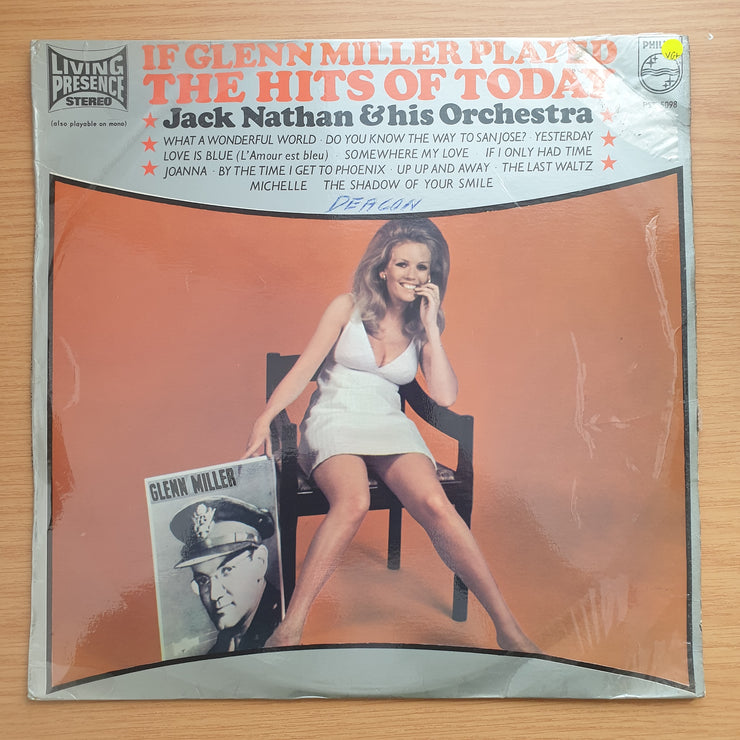 LIVING
PRESENCE
STEREO
(also playable on mono)
IF GLENN MILLER PLAYED
THE HITS OF TODAY
Jack Nathan & his Orchestra
WHAT A WONDERFUL WORLD · DO YOU KNOW THE WAY TO SAN JOSE? · YESTERDAY
LOVE IS BLUE (L'Amour est bleu) · SOMEWHERE MY LOVE · IF I ONLY HAD TIME
JOANNA · BY THE TIME I GET TO PHOENIX · UP UP AND AWAY · THE LAST WALTZ
MICHELLE THE SHADOW OF YOUR SMILE
DEACON
GLENN MILLER